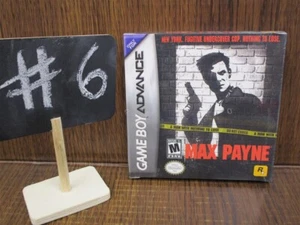 #6
NEW YORK. FUGITIVE UNDERCOVER COP. NOTHING TO LOSE.
GAME BOY ADVANCE
M
MAX PAYNE
R